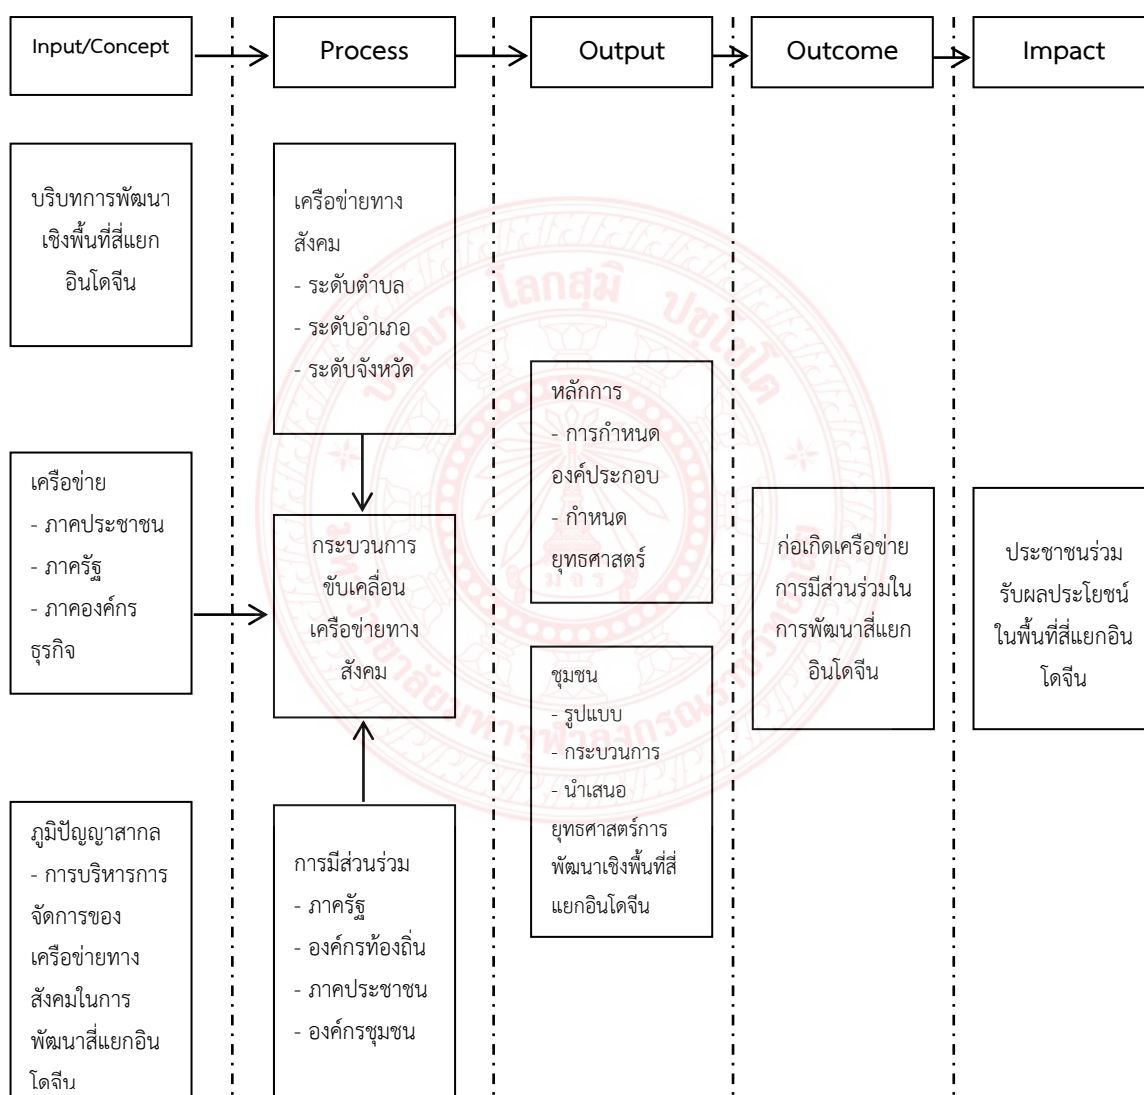 Input/Concept
Process
Output
Outcome
Impact
บริบทการพัฒนา
เชิงพื้นที่สี่แยก
อินโดจีน
เครือข่าย
- ภาคประชาชน
- ภาครัฐ
- ภาคองค์กร
ธุรกิจ
ภูมิปัญญาสากล
- การบริหารการ
จัดการของ
เครือข่ายทาง
สังคมในการ
พัฒนาสี่แยกอิน
โดจีน
เครือข่ายทาง
สังคม
- ระดับตำบล
- ระดับอำเภอ
- ระดับจังหวัด
กระบวนการ
ขับเคลื่อน
เครือข่ายทาง
สังคม
การมีส่วนร่วม
- ภาครัฐ
- องค์กรท้องถิ่น
- ภาคประชาชน
- องค์กรชุมชน
หลักการ
- การกำหนด
องค์ประกอบ
- กำหนด
ยุทธศาสตร์
ชุมชน
- รูปแบบ
- กระบวนการ
- นำเสนอ
ยุทธศาสตร์การ
พัฒนาเชิงพื้นที่สี่
แยกอินโดจีน
ก่อเกิดเครือข่าย
การมีส่วนร่วมใน
การพัฒนาสี่แยก
อินโดจีน
ประชาชนร่วม
รับผลประโยชน์
ในพื้นที่สี่แยกอิน
โดจีน
ปญฺญา โลกสฺมิ ปชฺโชโต
มจร